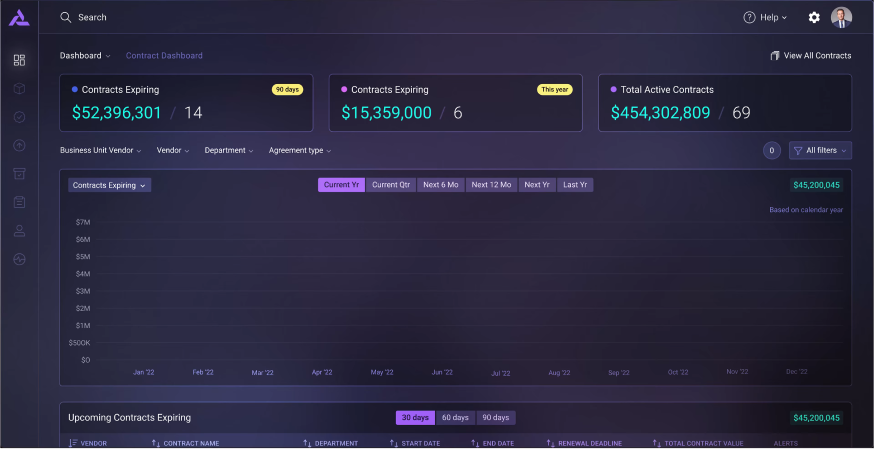 Search
Help
Dashboard
Contract Dashboard
View All Contracts
Contracts Expiring
90 days
$52,396,301 / 14
Contracts Expiring
This year
$15,359,000 / 6
Total Active Contracts
$454,302,809 / 69
Business Unit Vendor
Vendor
Department
Agreement type
0
All filters
Contracts Expiring
Current Yr
Current Qtr
Next 6 Mo
Next 12 Mo
Next Yr
Last Yr
$45,200,045
Based on calendar year
$7M
$6M
$5M
$4M
$3M
$2M
$1M
$500K
$0
Jan '22
Feb '22
Mar '22
Apr '22
May '22
Jun '22
Jul '22
Aug '22
Sep '22
Oct '22
Nov '22
Dec '22
Upcoming Contracts Expiring
30 days
60 days
90 days
$45,200,045
VENDOR
CONTRACT NAME
DEPARTMENT
START DATE
END DATE
RENEWAL DEADLINE
TOTAL CONTRACT VALUE
ALERTS